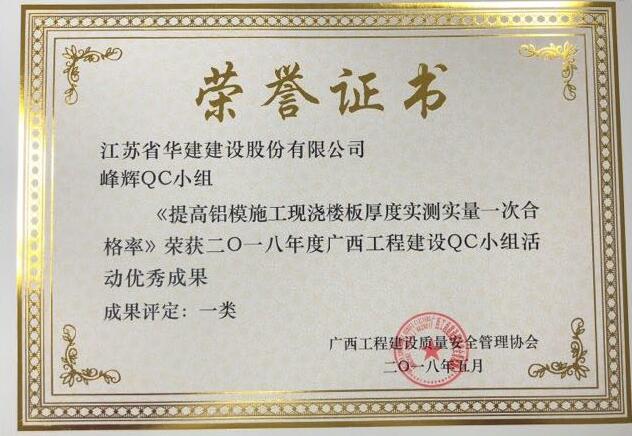 荣誉证书
江苏省华建建设股份有限公司
峰辉QC小组
《提高铝模施工现浇楼板厚度实测实量一次合
格率》荣获二〇一八年度广西工程建设QC小组活
动优秀成果
成果评定：一类
广西工程建设质量安全管理协会
二〇一八年五月